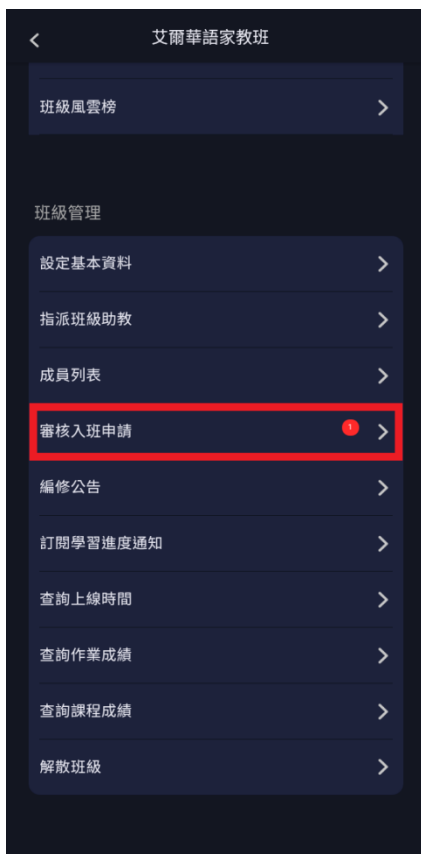 艾爾華語家教班
班級風雲榜
班級管理
設定基本資料
指派班級助教
成員列表
審核入班申請
1
編修公告
訂閱學習進度通知
查詢上線時間
查詢作業成績
查詢課程成績
解散班級